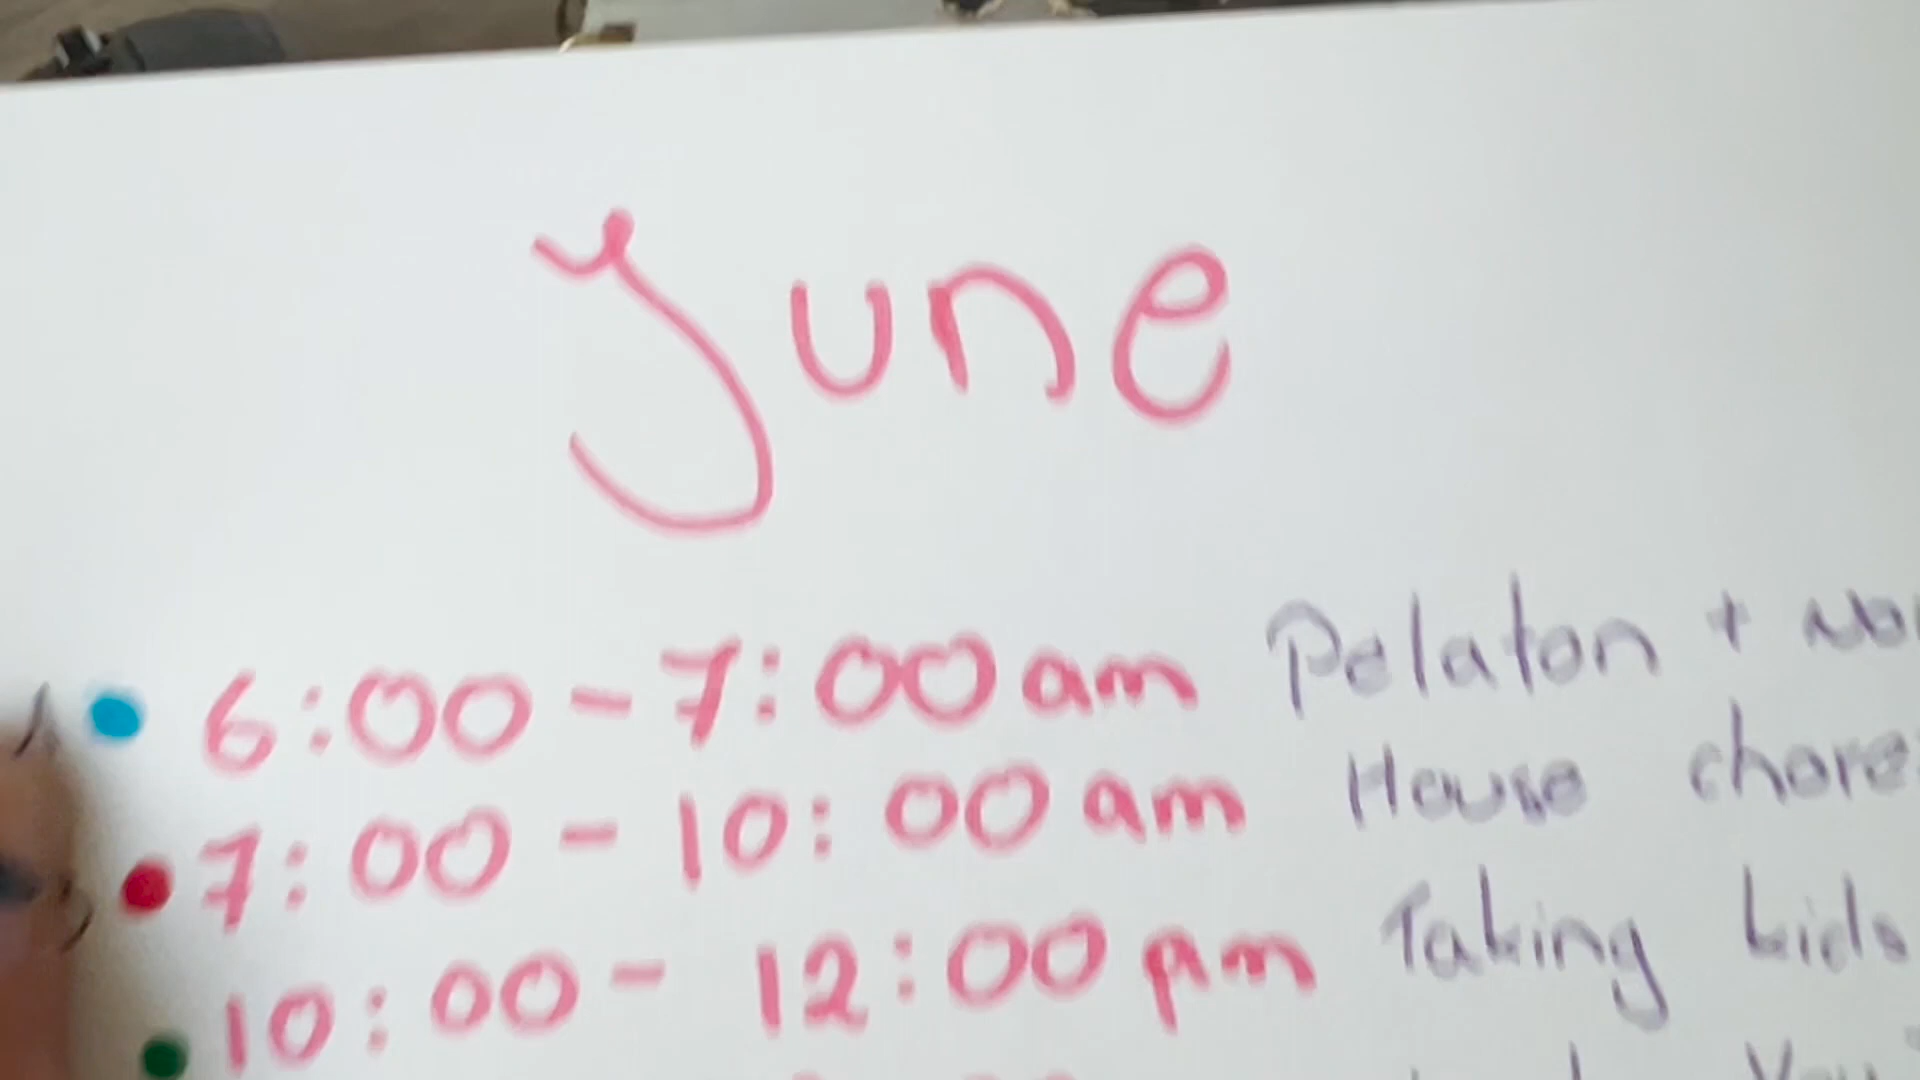 June
6:00 - 7:00 am Pelaton +
7:00 - 10:00 am House chores
10:00 - 12:00 pm Taking kids